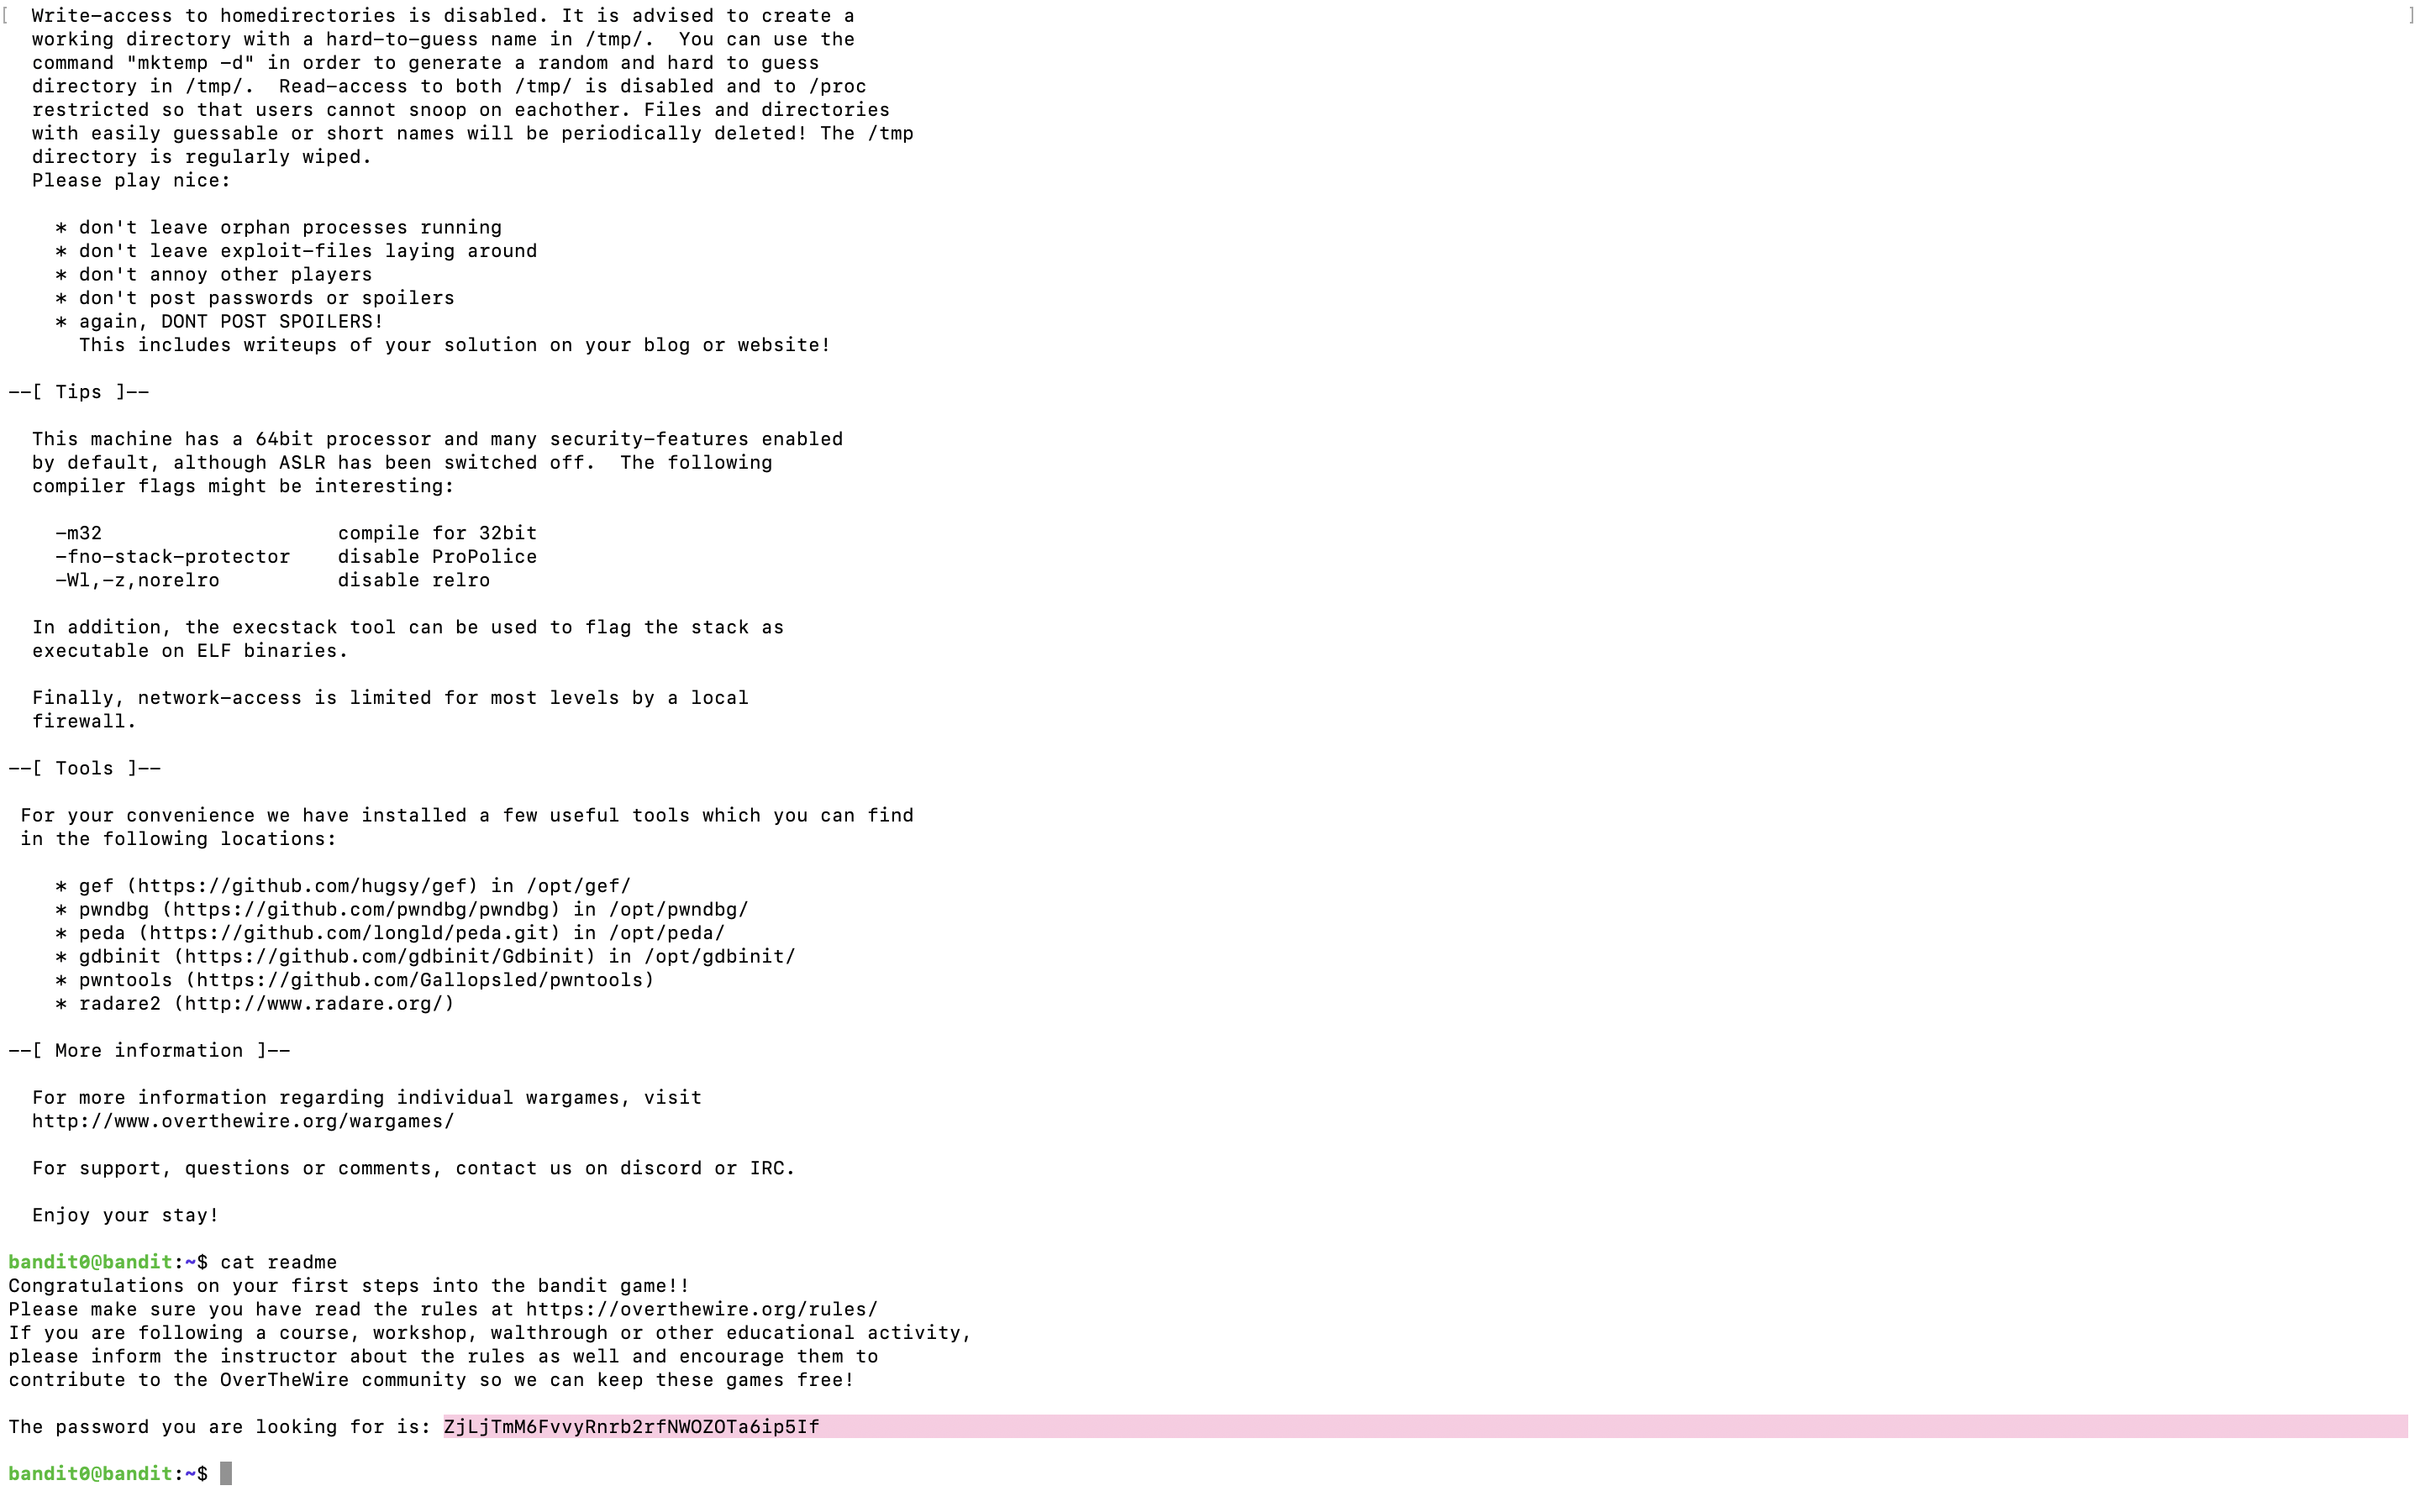 [  Write-access to homedirectories is disabled. It is advised to create a                                        ]
  working directory with a hard-to-guess name in /tmp/.  You can use the
  command "mktemp -d" in order to generate a random and hard to guess
  directory in /tmp/.  Read-access to both /tmp/ is disabled and to /proc
  restricted so that users cannot snoop on eachother. Files and directories
  with easily guessable or short names will be periodically deleted! The /tmp
  directory is regularly wiped.
  Please play nice:

    * don't leave orphan processes running
    * don't leave exploit-files laying around
    * don't annoy other players
    * don't post passwords or spoilers
    * again, DONT POST SPOILERS!
      This includes writeups of your solution on your blog or website!

--[ Tips ]--

  This machine has a 64bit processor and many security-features enabled
  by default, although ASLR has been switched off.  The following
  compiler flags might be interesting:

    -m32                    compile for 32bit
    -fno-stack-protector    disable ProPolice
    -Wl,-z,norelro          disable relro

  In addition, the execstack tool can be used to flag the stack as
  executable on ELF binaries.

  Finally, network-access is limited for most levels by a local
  firewall.

--[ Tools ]--

 For your convenience we have installed a few useful tools which you can find
 in the following locations:

    * gef (https://github.com/hugsy/gef) in /opt/gef/
    * pwndbg (https://github.com/pwndbg/pwndbg) in /opt/pwndbg/
    * peda (https://github.com/longld/peda.git) in /opt/peda/
    * gdbinit (https://github.com/gdbinit/Gdbinit) in /opt/gdbinit/
    * pwntools (https://github.com/Gallopsled/pwntools)
    * radare2 (http://www.radare.org/)

--[ More information ]--

  For more information regarding individual wargames, visit
  http://www.overthewire.org/wargames/

  For support, questions or comments, contact us on discord or IRC.

  Enjoy your stay!

bandit0@bandit:~$ cat readme
Congratulations on your first steps into the bandit game!!
Please make sure you have read the rules at https://overthewire.org/rules/
If you are following a course, workshop, walthrough or other educational activity,
please inform the instructor about the rules as well and encourage them to
contribute to the OverTheWire community so we can keep these games free!

The password you are looking for is: ZjLjTmM6FvvyRnrb2rfNWOZOTa6ip5If

bandit0@bandit:~$